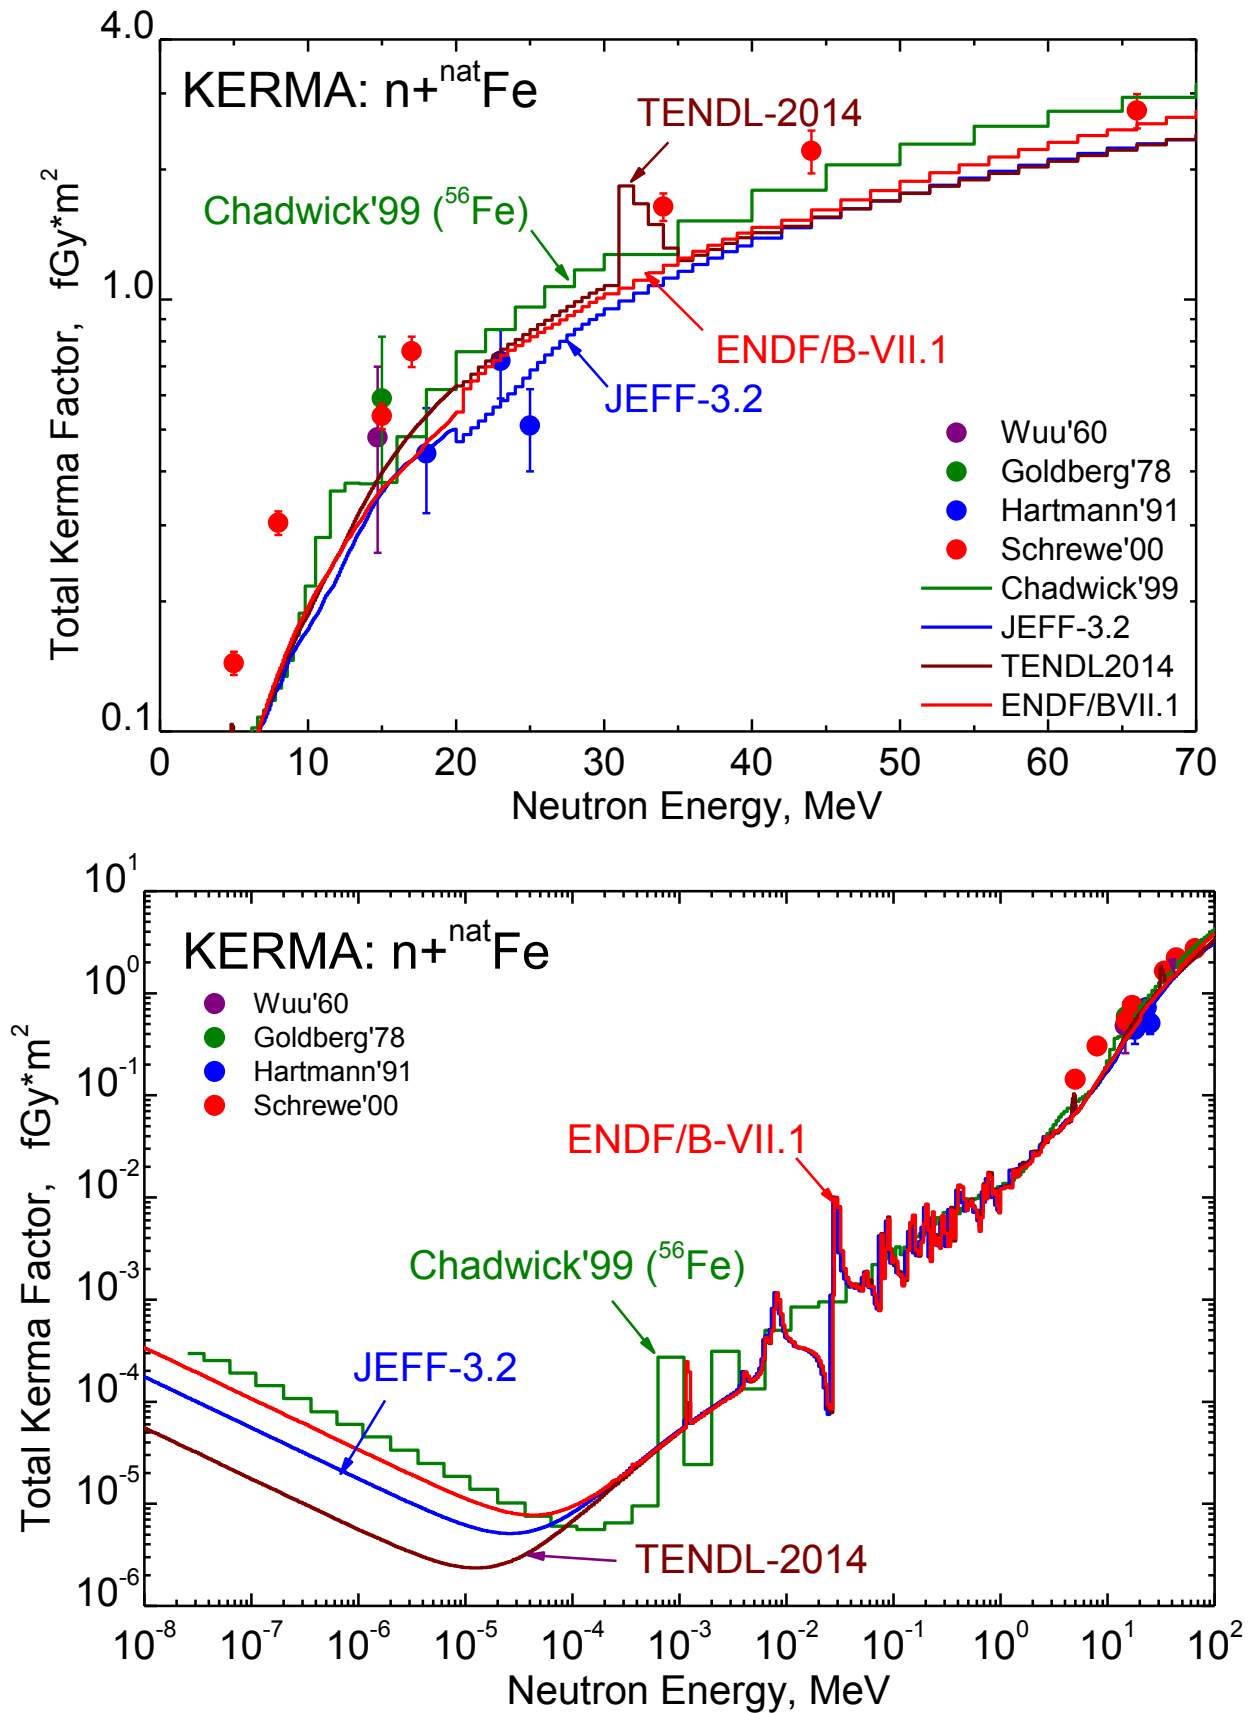 4.0
KERMA: n+natFe
TENDL-2014
Chadwick'99 (56Fe)
1.0
ENDF/B-VII.1
JEFF-3.2
Wuu'60
Goldberg'78
Hartmann'91
Schrewe'00
Chadwick'99
JEFF-3.2
TENDL2014
ENDF/BVII.1
0.1
Total Kerma Factor, fGy*m2
0 10 20 30 40 50 60 70
Neutron Energy, MeV
10^1
KERMA: n+natFe
10^0
Wuu'60
Goldberg'78
Hartmann'91
Schrewe'00
10^-1
ENDF/B-VII.1
10^-2
Chadwick'99 (56Fe)
10^-3
JEFF-3.2
10^-4
10^-5
TENDL-2014
10^-6
Total Kerma Factor, fGy*m2
10^-8 10^-7 10^-6 10^-5 10^-4 10^-3 10^-2 10^-1 10^0 10^1 10^2
Neutron Energy, MeV